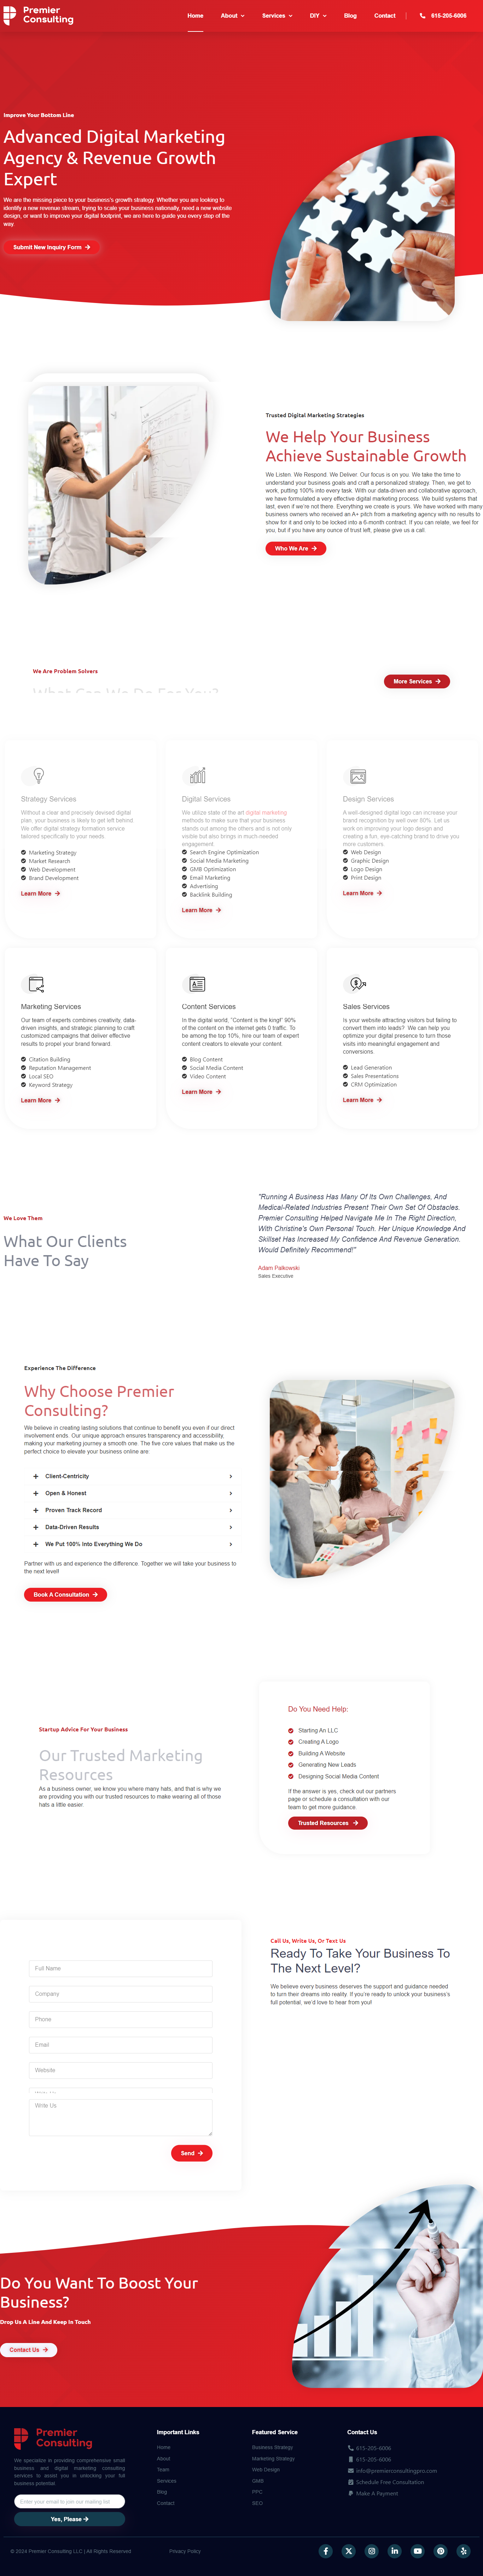 Premier
Consulting
Home
About
Services
DIY
Blog
Contact
615-205-6006
Improve Your Bottom Line
Advanced Digital Marketing
Agency & Revenue Growth
Expert
We are the missing piece to your business's growth strategy. Whether you are looking to
identify a new revenue stream, trying to scale your business nationally, need a new website
design, or want to improve your digital footprint, we are here to guide you every step of the
way.
Submit New Inquiry Form
Trusted Digital Marketing Strategies
We Help Your Business
Achieve Sustainable Growth
We Listen. We Respond. We Deliver. Our focus is on you. We take the time to
understand your business goals and craft a personalized strategy. Then, we get to
work, putting 100% into every task. With our data-driven and collaborative approach,
we have formulated a very effective digital marketing process. We build systems that
last, even if we're not there. Everything we create is yours. We have worked with many
business owners who received an A+ pitch from a marketing agency with no results to
show for it and only to be locked into a 6-month contract. If you can relate, we feel for
you, but if you have any ounce of trust left, please give us a call.
Who We Are
We Are Problem Solvers
What Can We Do For You?
More Services
Strategy Services
Without a clear and precisely devised digital
plan, your business is likely to get left behind.
We offer digital strategy formation service
tailored specifically to your needs.
Marketing Strategy
Market Research
Web Development
Brand Development
Learn More
Digital Services
We utilize state of the art digital marketing
methods to make sure that your business
stands out among the others and is not only
visible but also brings in much needed
engagement.
Search Engine Optimization
Social Media Marketing
GMB Optimization
Email Marketing
Advertising
Backlink Building
Learn More
Design Services
A well-designed digital logo can increase your
brand recognition by well over 80%. Let us
work on improving your logo design and
creating a fun, eye-catching brand to drive you
more customers.
Web Design
Graphic Design
Logo Design
Print Design
Learn More
Marketing Services
Our team of experts combines creativity, data-
driven insights, and strategic planning to craft
customized campaigns that deliver effective
results to propel your brand forward.
Citation Building
Reputation Management
Local SEO
Keyword Strategy
Learn More
Content Services
In the digital world, "Content is the king!" 90%
of the content on the internet gets 0 traffic. To
be among the top 10%, hire our team of expert
content creators to elevate your content.
Blog Content
Social Media Content
Video Content
Learn More
Sales Services
Is your website attracting visitors but failing to
convert them into leads? We can help you
optimize your digital presence to turn those
visits into meaningful engagement and
conversions.
Lead Generation
Sales Presentations
CRM Optimization
Learn More
We Love Them
What Our Clients
Have To Say
"Running A Business Has Many Of Its Own Challenges, And
Medical-Related Industries Present Their Own Set Of Obstacles.
Premier Consulting Helped Navigate Me In The Right Direction,
With Christine's Own Personal Touch. Her Unique Knowledge And
Skillset Has Increased My Confidence And Revenue Generation.
Would Definitely Recommend!"
Adam Palkowski
Sales Executive
Experience The Difference
Why Choose Premier
Consulting?
We believe in creating lasting solutions that continue to benefit you even if our direct
involvement ends. Our unique approach ensures transparency and accessibility,
making your marketing journey a smooth one. The five core values that make us the
perfect choice to elevate your business online are:
Client-Centricity
Open & Honest
Proven Track Record
Data-Driven Results
We Put 100% Into Everything We Do
Partner with us and experience the difference. Together we will take your business to
the next level!
Book A Consultation
Startup Advice For Your Business
Our Trusted Marketing
Resources
As a business owner, we know you where many hats, and that is why we
are providing you with our trusted resources to make wearing all of those
hats a little easier.
Do You Need Help:
Starting An LLC
Creating A Logo
Building A Website
Generating New Leads
Designing Social Media Content
If the answer is yes, check out our partners
page or schedule a consultation with our
team to get more guidance.
Trusted Resources
Full Name
Company
Phone
Email
Website
Write Us
Write Us
Send
Call Us, Write Us, Or Text Us
Ready To Take Your Business To
The Next Level?
We believe every business deserves the support and guidance needed
to turn their dreams into reality. If you're ready to unlock your business's
full potential, we'd love to hear from you!
Do You Want To Boost Your
Business?
Drop Us A Line And Keep In Touch
Contact Us
Premier
Consulting
We specialize in providing comprehensive small
business and digital marketing consulting
services to assist you in unlocking your full
business potential.
Enter your email to join our mailing list
Yes, Please
Important Links
Home
About
Team
Services
Blog
Contact
Featured Service
Business Strategy
Marketing Strategy
Web Design
GMB
PPC
SEO
Contact Us
615-205-6006
615-205-6006
info@premierconsultingpro.com
Schedule Free Consultation
Make A Payment
© 2024 Premier Consulting LLC | All Rights Reserved
Privacy Policy